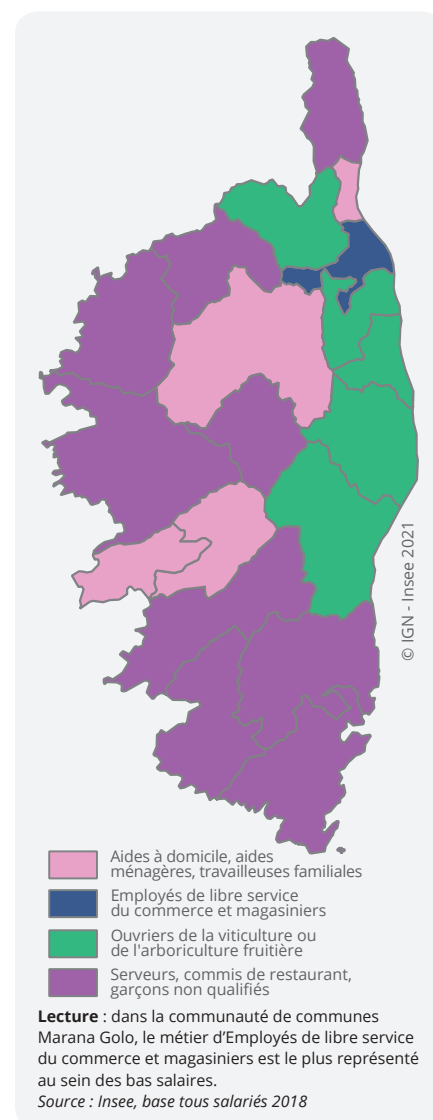 © IGN - Insee 2021
Aides à domicile, aides
ménagères, travailleuses familiales
Employés de libre service
du commerce et magasiniers
Ouvriers de la viticulture ou
de l'arboriculture fruitière
Serveurs, commis de restaurant,
garçons non qualifiés
Lecture : dans la communauté de communes
Marana Golo, le métier d’Employés de libre service
du commerce et magasiniers est le plus représenté
au sein des bas salaires.
Source : Insee, base tous salariés 2018